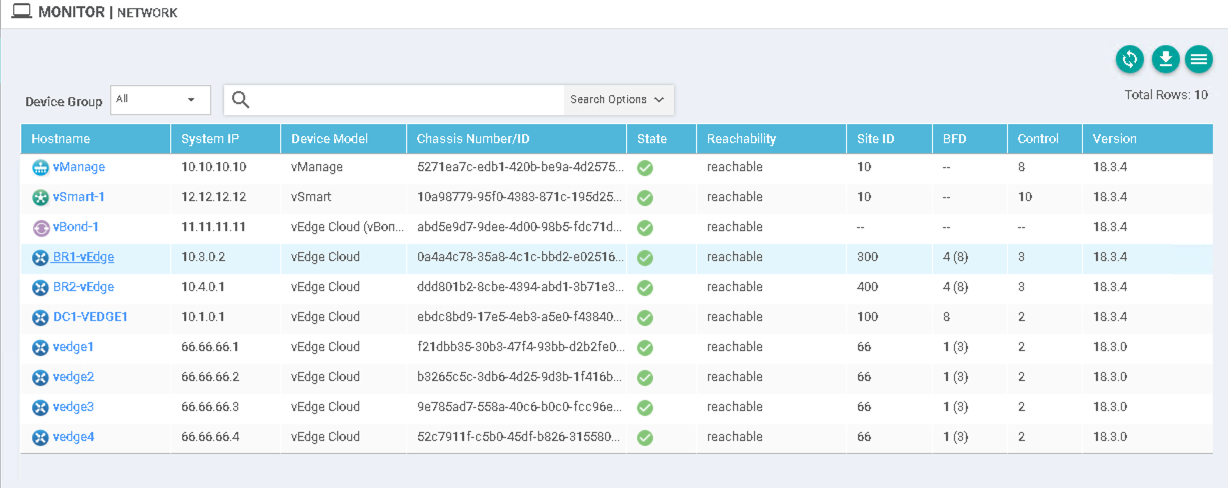 MONITOR | NETWORK
Device Group All Search Options
Total Rows: 10
Hostname System IP Device Model Chassis Number/ID State Reachability Site ID BFD Control Version
vManage 10.10.10.10 vManage 5271ea7c-edb1-420b-be9a-4d2575... reachable 10 -- 8 18.3.4
vSmart-1 12.12.12.12 vSmart 10a98779-95f0-4383-871c-195d25... reachable 10 -- 10 18.3.4
vBond-1 11.11.11.11 vEdge Cloud (vBon... abd5e9d7-9dee-4d00-98b5-fdc71d... reachable -- -- -- 18.3.4
BR1-vEdge 10.3.0.2 vEdge Cloud 0a4a4c78-35a8-4c1c-bbd2-e02516... reachable 300 4 (8) 3 18.3.4
BR2-vEdge 10.4.0.1 vEdge Cloud ddd801b2-8cbe-4394-abd1-3b71e3... reachable 400 4 (8) 3 18.3.4
DC1-VEDGE1 10.1.0.1 vEdge Cloud ebdc8bd9-17e5-4eb3-a5e0-f43840... reachable 100 8 2 18.3.4
vedge1 66.66.66.1 vEdge Cloud f21dbb35-30b3-47f4-93bb-d2b2fe0... reachable 66 1 (3) 2 18.3.0
vedge2 66.66.66.2 vEdge Cloud b3265c5c-3db6-4d25-9d3b-1f416b... reachable 66 1 (3) 2 18.3.0
vedge3 66.66.66.3 vEdge Cloud 9e785ad7-558a-40c6-b0c0-fcc96e... reachable 66 1 (3) 2 18.3.0
vedge4 66.66.66.4 vEdge Cloud 52c7911f-c5b0-45df-b826-315580... reachable 66 1 (3) 2 18.3.0